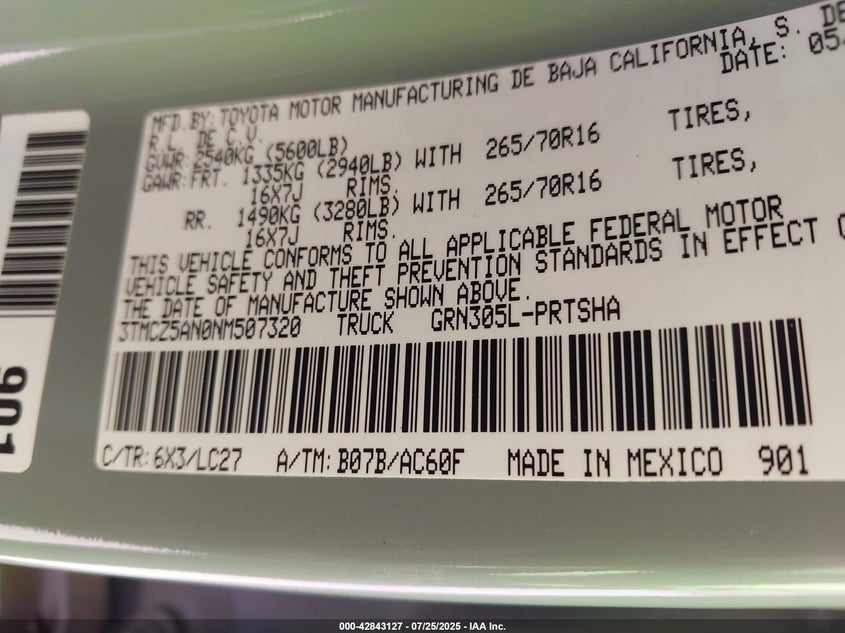 MFD.BY: TOYOTA MOTOR MANUFACTURING DE BAJA CALIFORNIA, S. DE
R.L. DE C.V. DATE: 05
GVWR: 2540KG (5600LB)
GAWR: FRT. 1335KG (2940LB) WITH 265/70R16 TIRES,
16X7J RIMS.
RR. 1490KG (3280LB) WITH 265/70R16 TIRES,
16X7J RIMS.
THIS VEHICLE CONFORMS TO ALL APPLICABLE FEDERAL MOTOR
VEHICLE SAFETY AND THEFT PREVENTION STANDARDS IN EFFECT
THE DATE OF MANUFACTURE SHOWN ABOVE.
3TMCZ5AN0NM507320 TRUCK GRN305L-PRTSHA
C/TR: 6X3/LC27 A/TM: B07B/AC60F MADE IN MEXICO 901
901
000-42843127 - 07/25/2025 - IAA Inc.